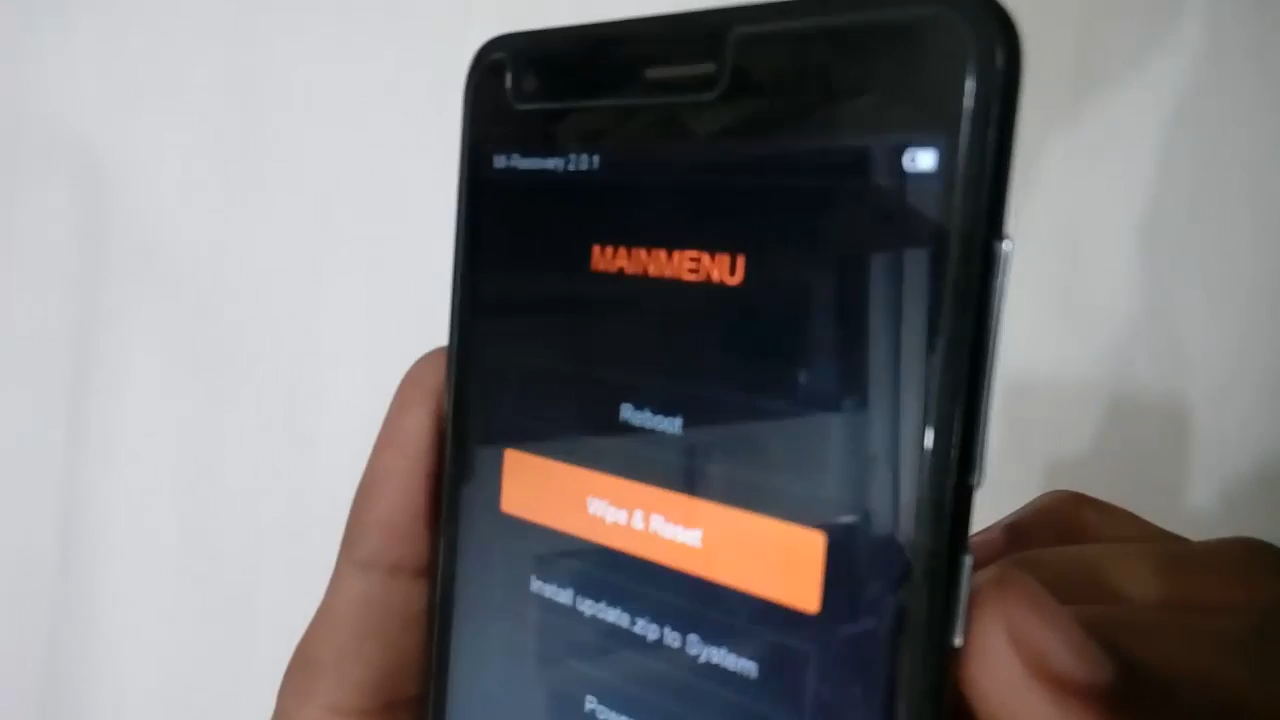 Mi-Recovery 2.0.1
MAINMENU
Reboot
Wipe & Reset
Install update.zip to System